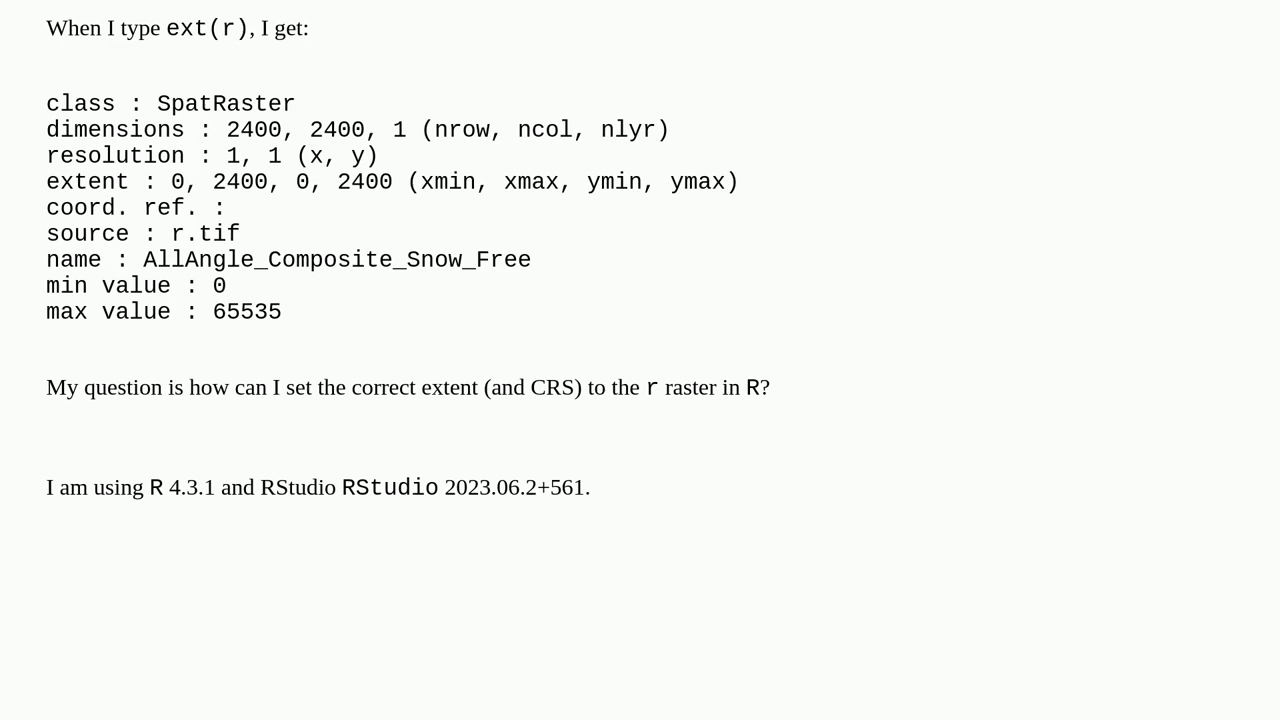 When I type ext(r), I get:
class : SpatRaster
dimensions : 2400, 2400, 1 (nrow, ncol, nlyr)
resolution : 1, 1 (x, y)
extent : 0, 2400, 0, 2400 (xmin, xmax, ymin, ymax)
coord. ref. :
source : r.tif
name : AllAngle_Composite_Snow_Free
min value : 0
max value : 65535
My question is how can I set the correct extent (and CRS) to the r raster in R?
I am using R 4.3.1 and RStudio RStudio 2023.06.2+561.